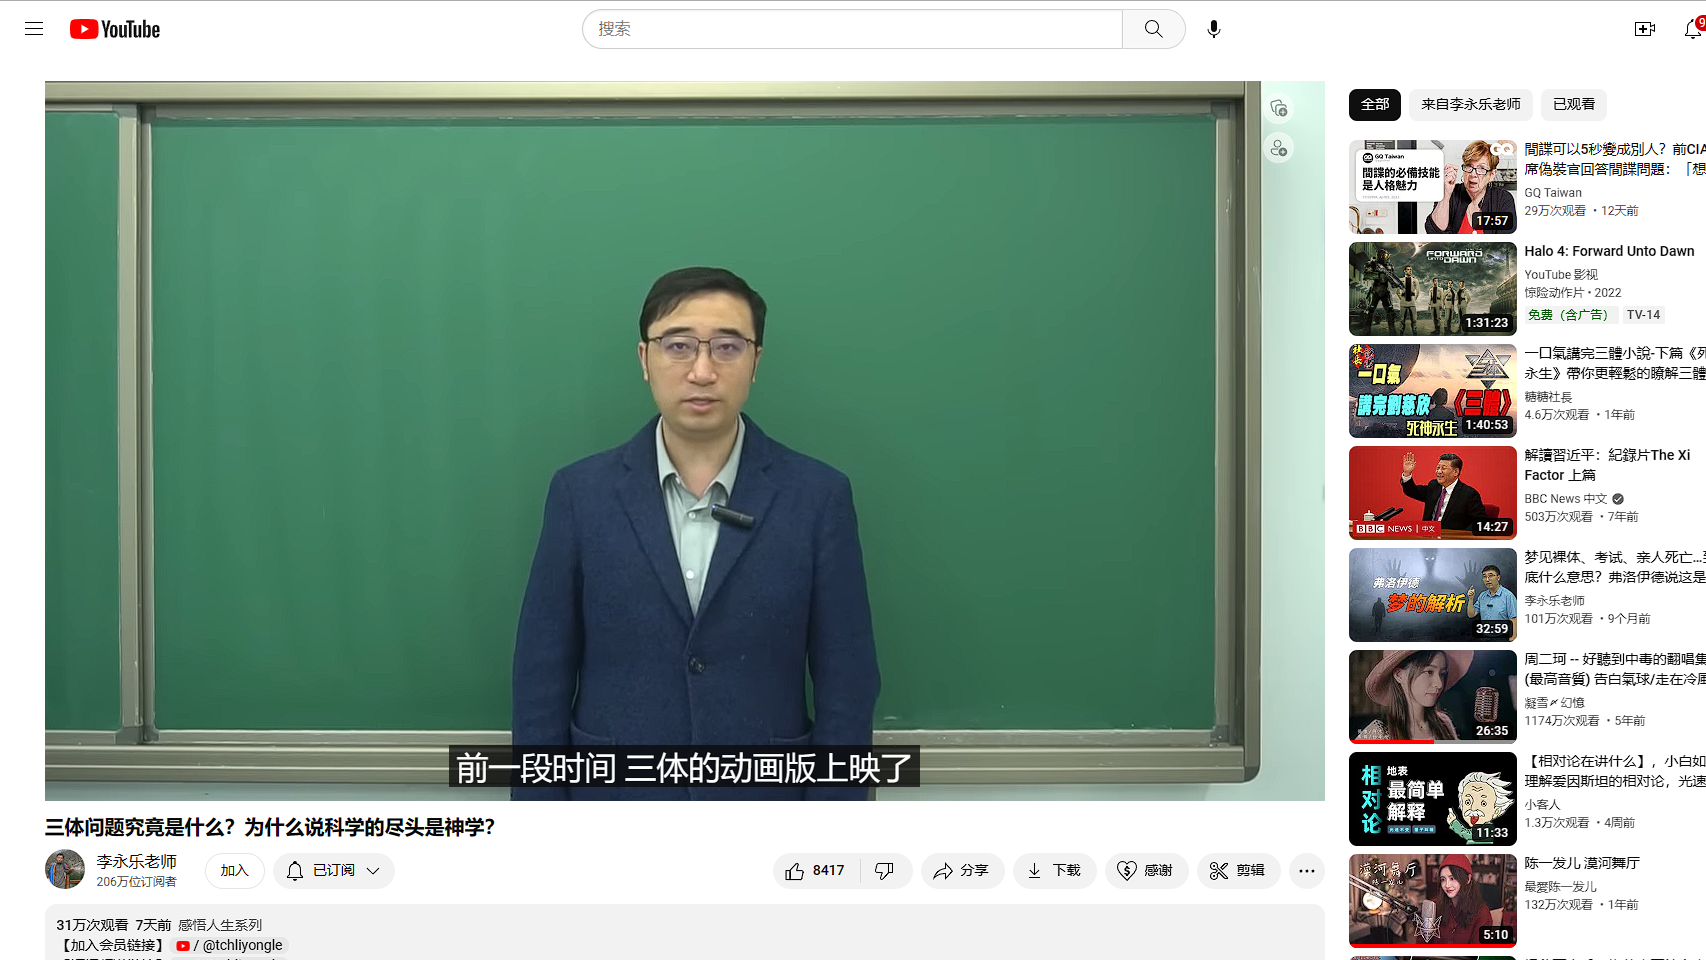 YouTube
搜索
9
前一段时间 三体的动画版上映了
三体问题究竟是什么？为什么说科学的尽头是神学？
李永乐老师
206万位订阅者
加入
已订阅
8417
分享
下载
感谢
剪辑
31万次观看 7天前 感悟人生系列
【加入会员链接】 / @tchliyongle
全部
来自李永乐老师
已观看
GQ
GQ Taiwan
間諜的必備技能
是人格魅力
17:57
間諜可以5秒變成別人？前CIA
席偽裝官回答間諜問題：「想
GQ Taiwan
29万次观看 • 12天前
FORWARD
UNTO DAWN
1:31:23
Halo 4: Forward Unto Dawn
YouTube 影视
惊险动作片 • 2022
免费（含广告）
TV-14
一口氣
講完劉慈欣
《三體》
死神永生
1:40:53
一口氣講完三體小說-下篇《死
永生》帶你更輕鬆的瞭解三體
糖糖社長
4.6万次观看 • 1年前
BBC NEWS | 中文
14:27
解讀習近平：紀錄片The Xi
Factor 上篇
BBC News 中文
503万次观看 • 7年前
弗洛伊德
梦的解析
32:59
梦见裸体、考试、亲人死亡...到
底什么意思？弗洛伊德说这是
李永乐老师
101万次观看 • 9个月前
26:35
周二珂 -- 好聽到中毒的翻唱集
(最高音質) 告白氣球/走在冷風
凝雪〃幻憶
1174万次观看 • 5年前
相对论
地表
最简单
解释
11:33
【相对论在讲什么】，小白如
理解爱因斯坦的相对论，光速
小客人
1.3万次观看 • 4周前
漠河舞厅
陈一发儿
5:10
陈一发儿 漠河舞厅
最爱陈一发儿
132万次观看 • 1年前